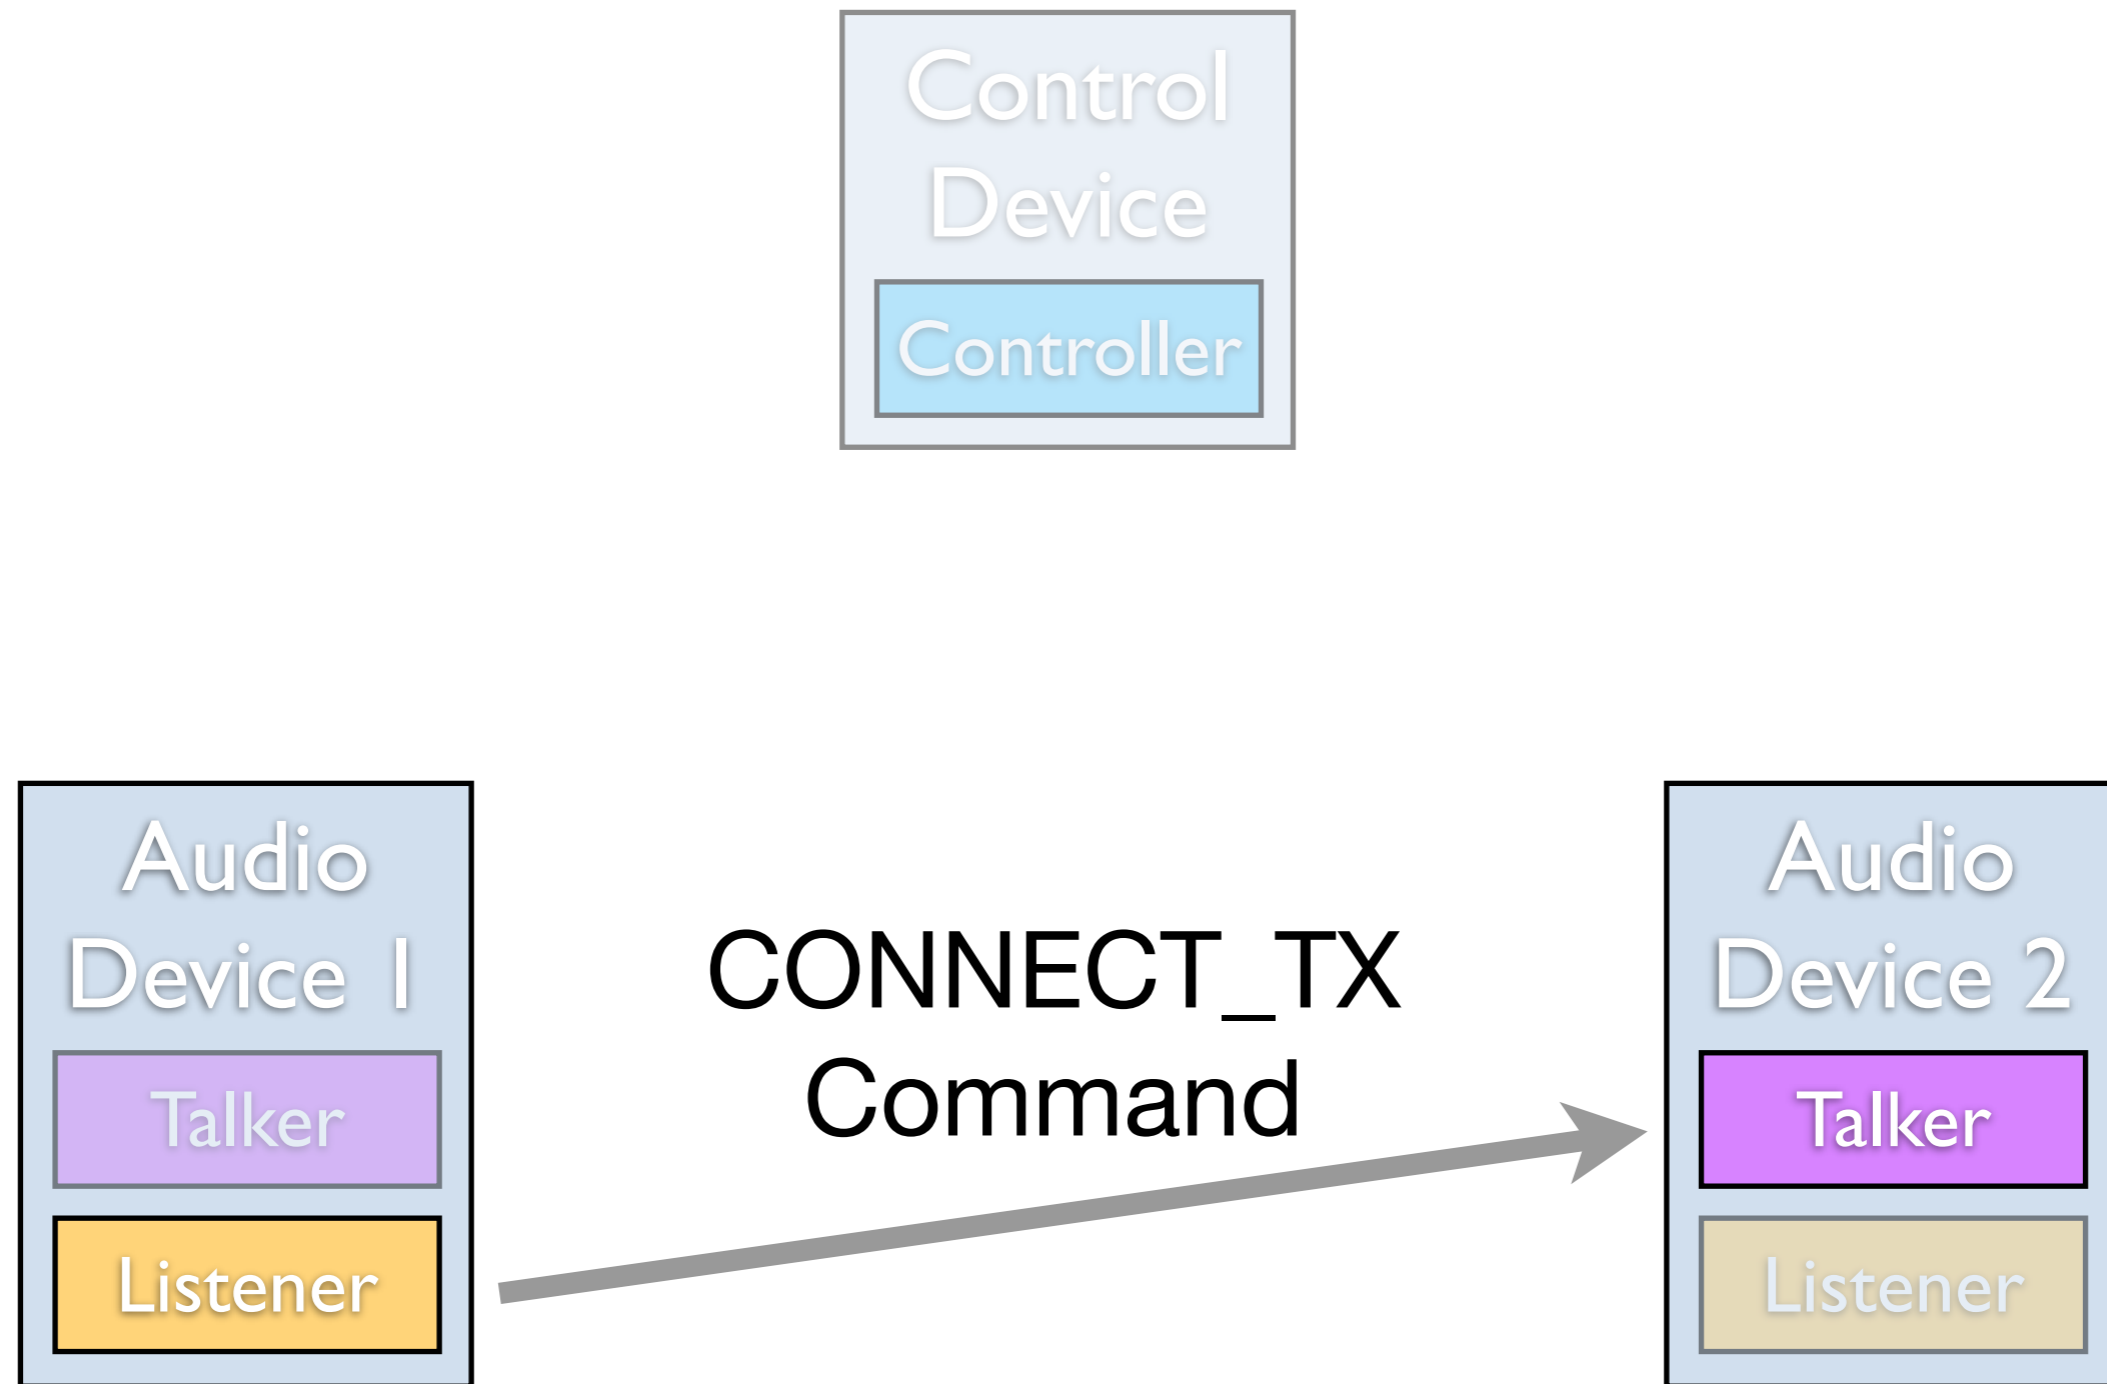 Control
Device
Controller
Audio
Device 1
Talker
Listener
CONNECT_TX
Command
Audio
Device 2
Talker
Listener